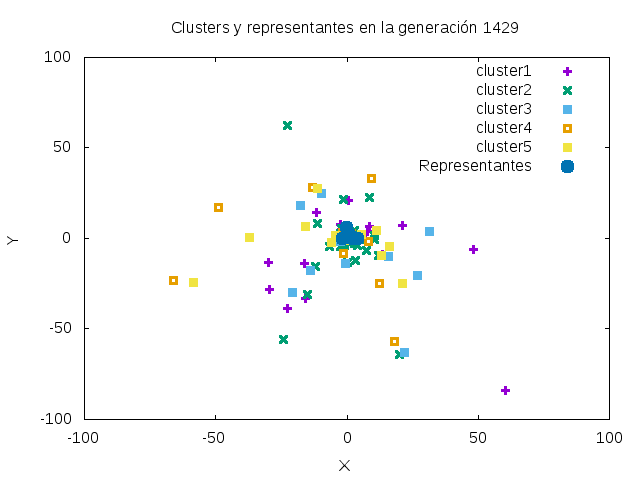 Clusters y representantes en la generación 1429
cluster1
cluster2
cluster3
cluster4
cluster5
Representantes
100
50
0
-50
-100
-100
-50
0
50
100
Y
X